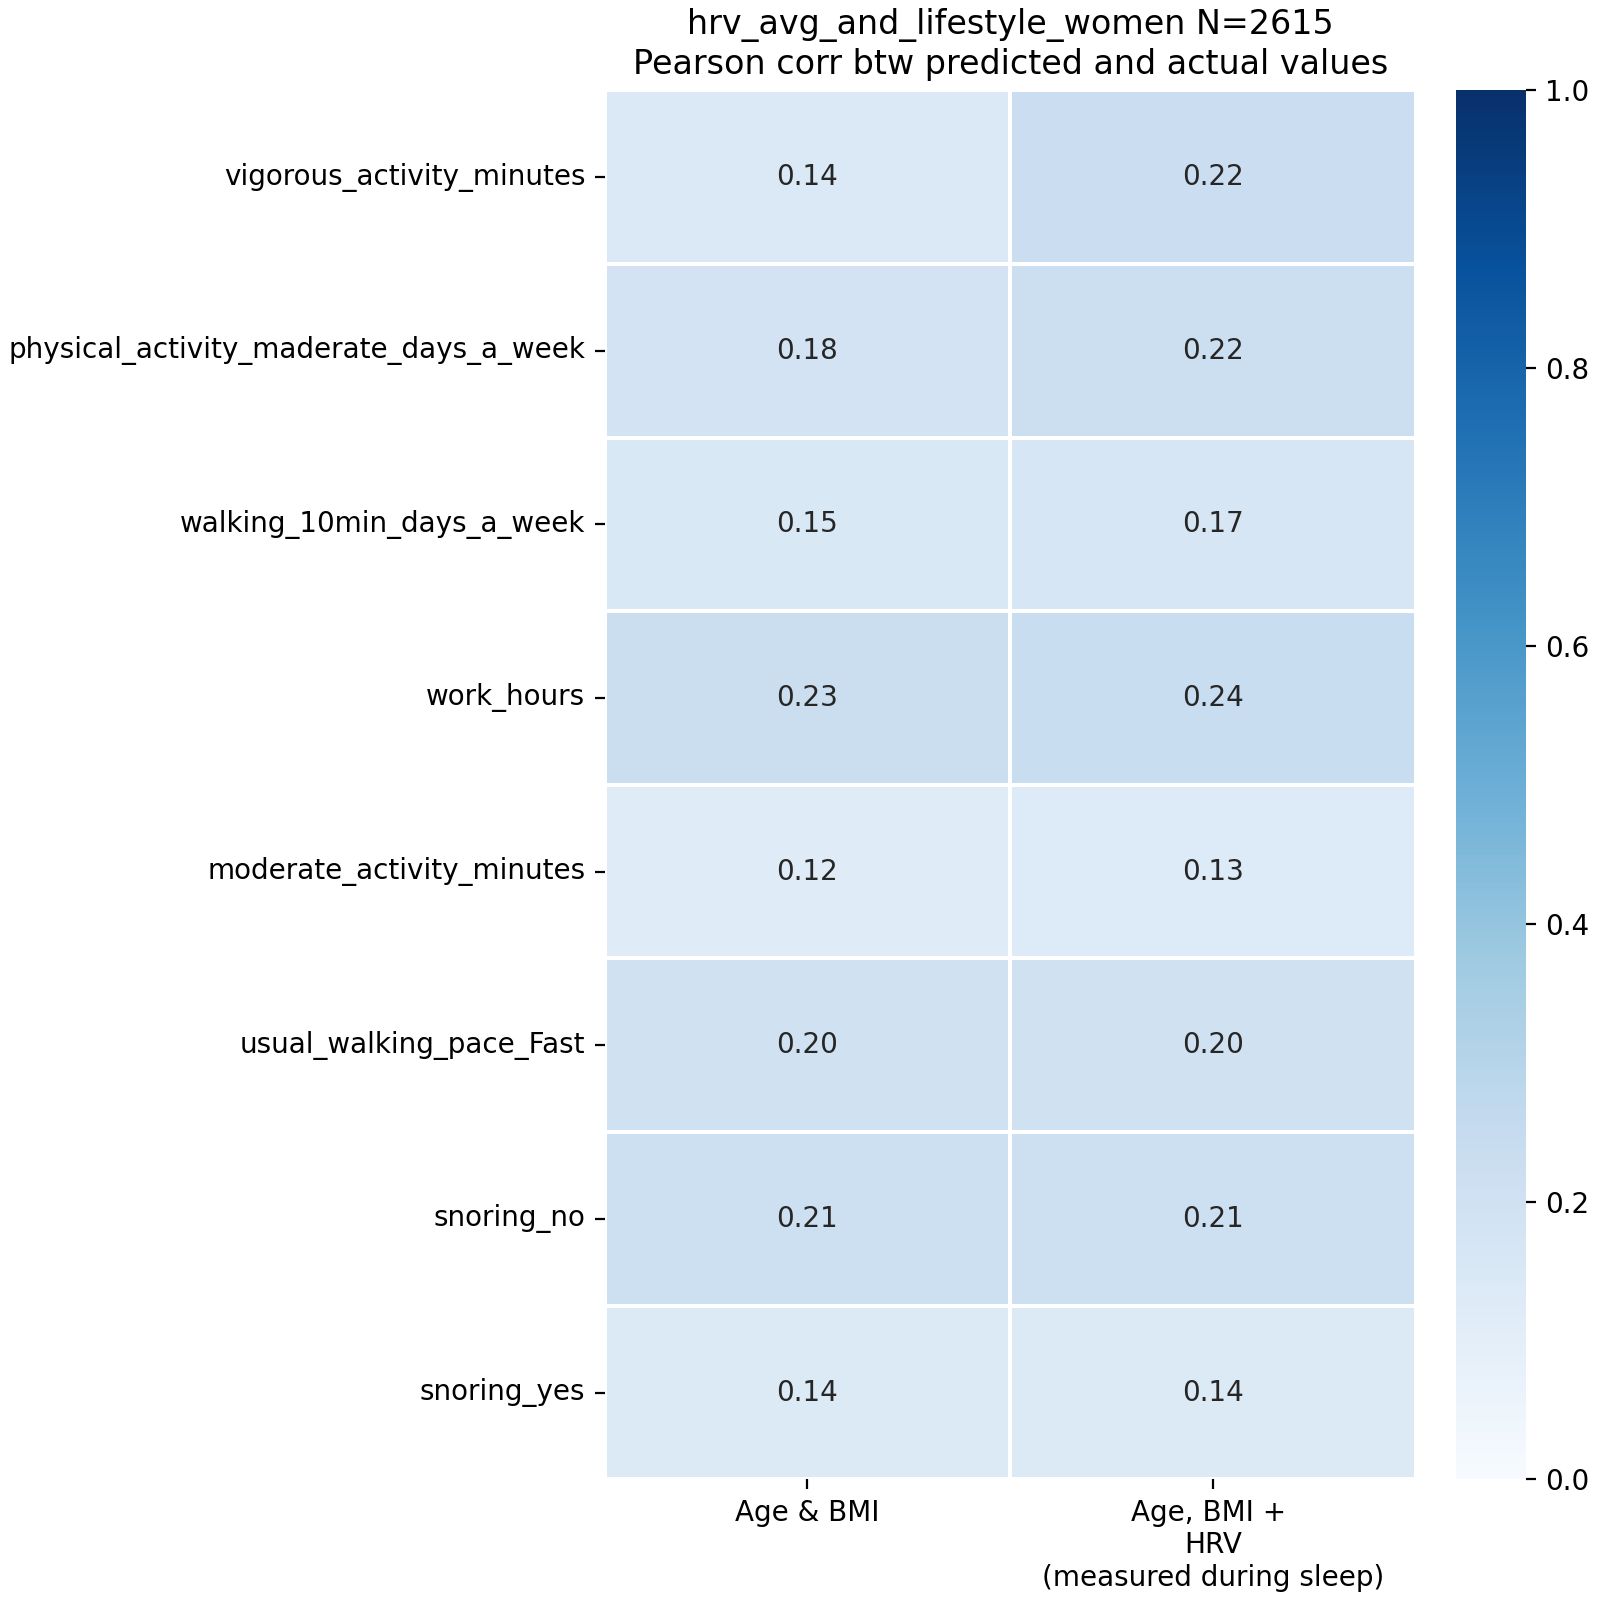 hrv_avg_and_lifestyle_women N=2615
Pearson corr btw predicted and actual values
vigorous_activity_minutes 0.14 0.22
physical_activity_maderate_days_a_week 0.18 0.22
walking_10min_days_a_week 0.15 0.17
work_hours 0.23 0.24
moderate_activity_minutes 0.12 0.13
usual_walking_pace_Fast 0.20 0.20
snoring_no 0.21 0.21
snoring_yes 0.14 0.14
Age & BMI
Age, BMI +
HRV
(measured during sleep)
1.0
0.8
0.6
0.4
0.2
0.0